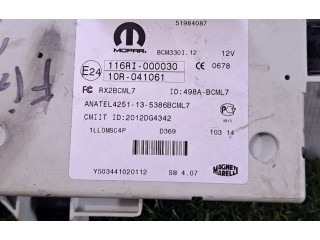 51984087
MOPAR
BCM330I.12 12V
E24
116RI-000030
10R-041061
CE 0678
FC RX2BCML7 ID:498A-BCML7
ANATEL4251-13-5386BCML7
CMIIT ID:2012DG4342
1LLDMSC4P D369 103 14
MAGNETI
MARELLI
Y503441020112 SW 4.07